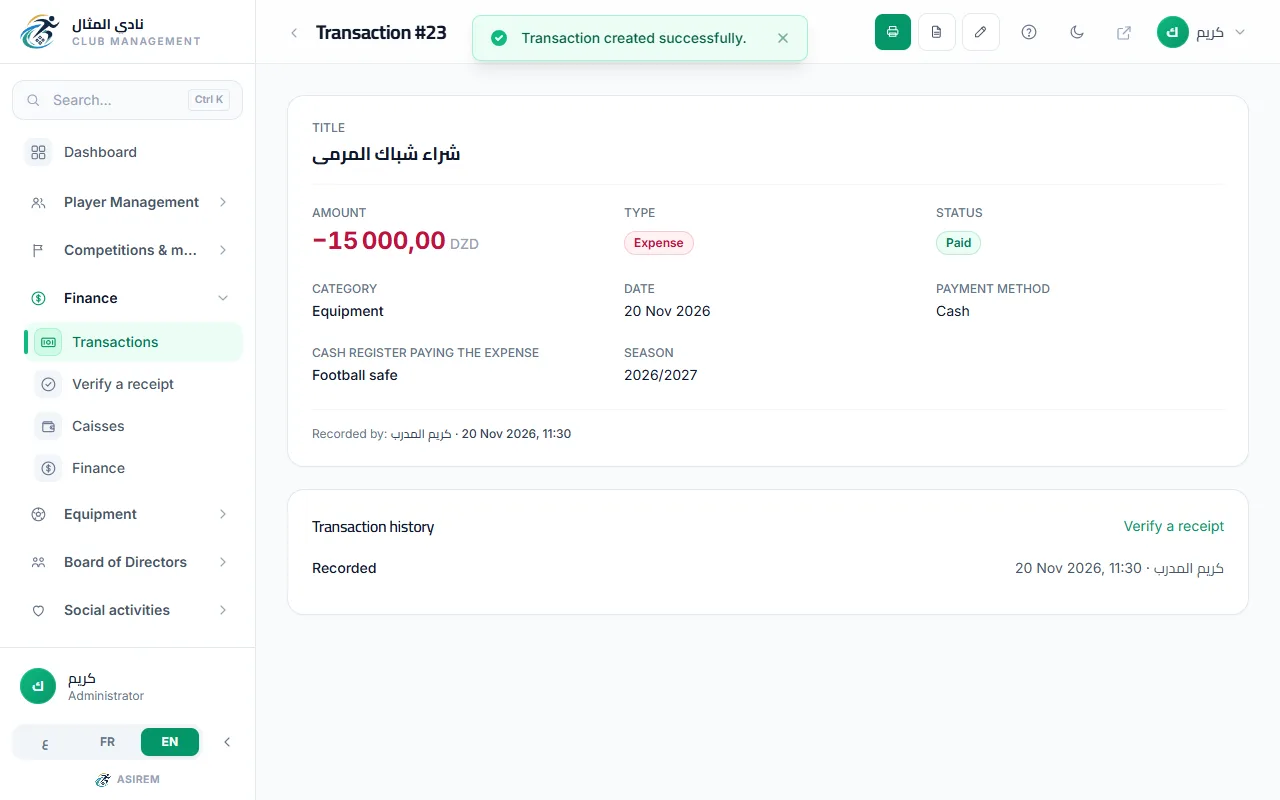 نادي المثال
CLUB MANAGEMENT
Search...
Ctrl K
Dashboard
Player Management
Competitions & m...
Finance
Transactions
Verify a receipt
Caisses
Finance
Equipment
Board of Directors
Social activities
كريم
Administrator
ع
FR
EN
ASIREM
Transaction #23
Transaction created successfully.
ك
كريم
TITLE
شراء شباك المرمى
AMOUNT
−15 000,00 DZD
TYPE
Expense
STATUS
Paid
CATEGORY
Equipment
DATE
20 Nov 2026
PAYMENT METHOD
Cash
CASH REGISTER PAYING THE EXPENSE
Football safe
SEASON
2026/2027
Recorded by: كريم المدرب · 20 Nov 2026, 11:30
Transaction history
Verify a receipt
Recorded
20 Nov 2026, 11:30 · كريم المدرب